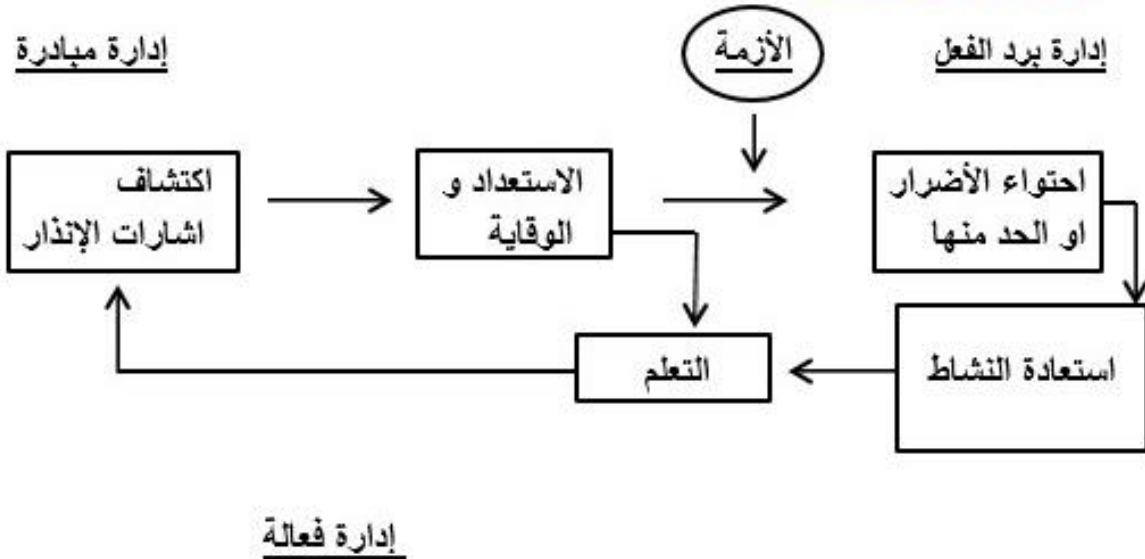 إدارة برد الفعل
الأزمة
إدارة مبادرة
اكتشاف
اشارات الإنذار
الاستعداد و
الوقاية
احتواء الأضرار
او الحد منها
استعادة النشاط
التعلم
إدارة فعالة